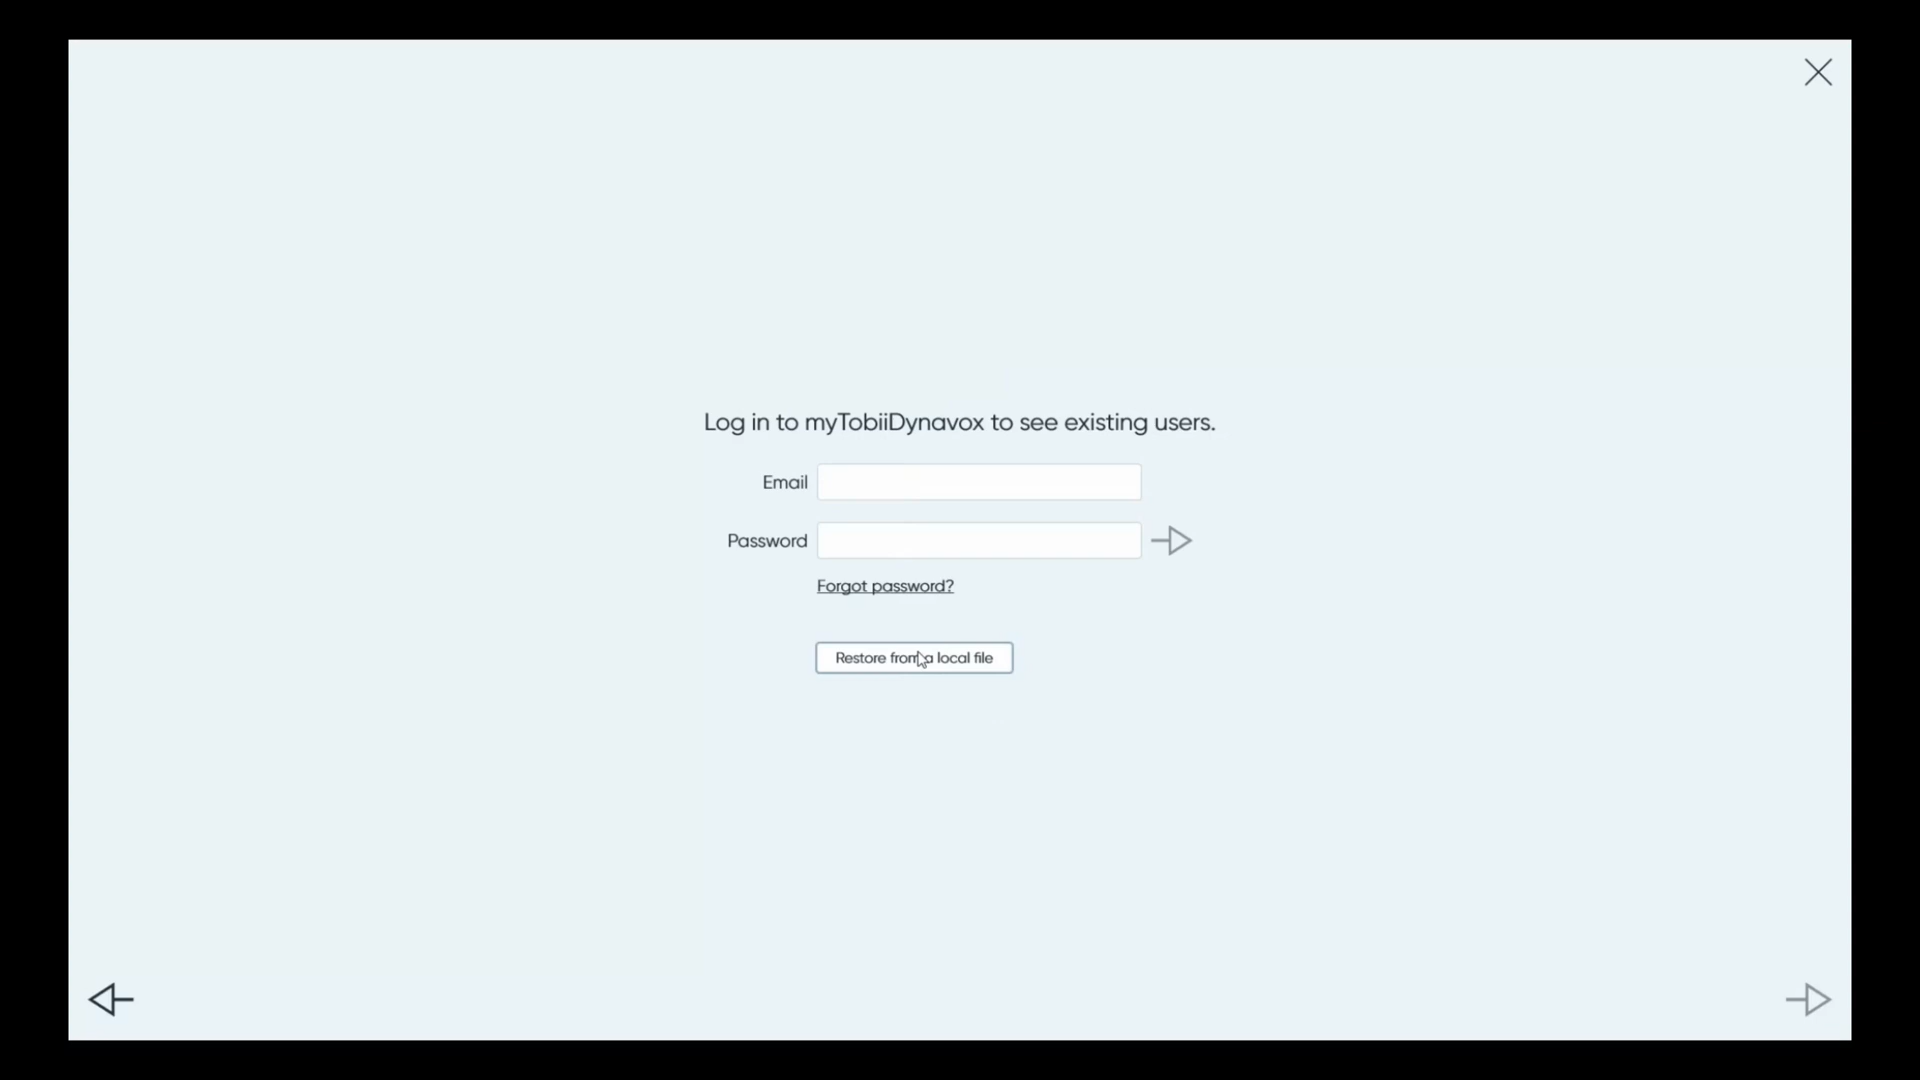 Log in to myTobiiDynavox to see existing users.
Email
Password
Forgot password?
Restore from a local file